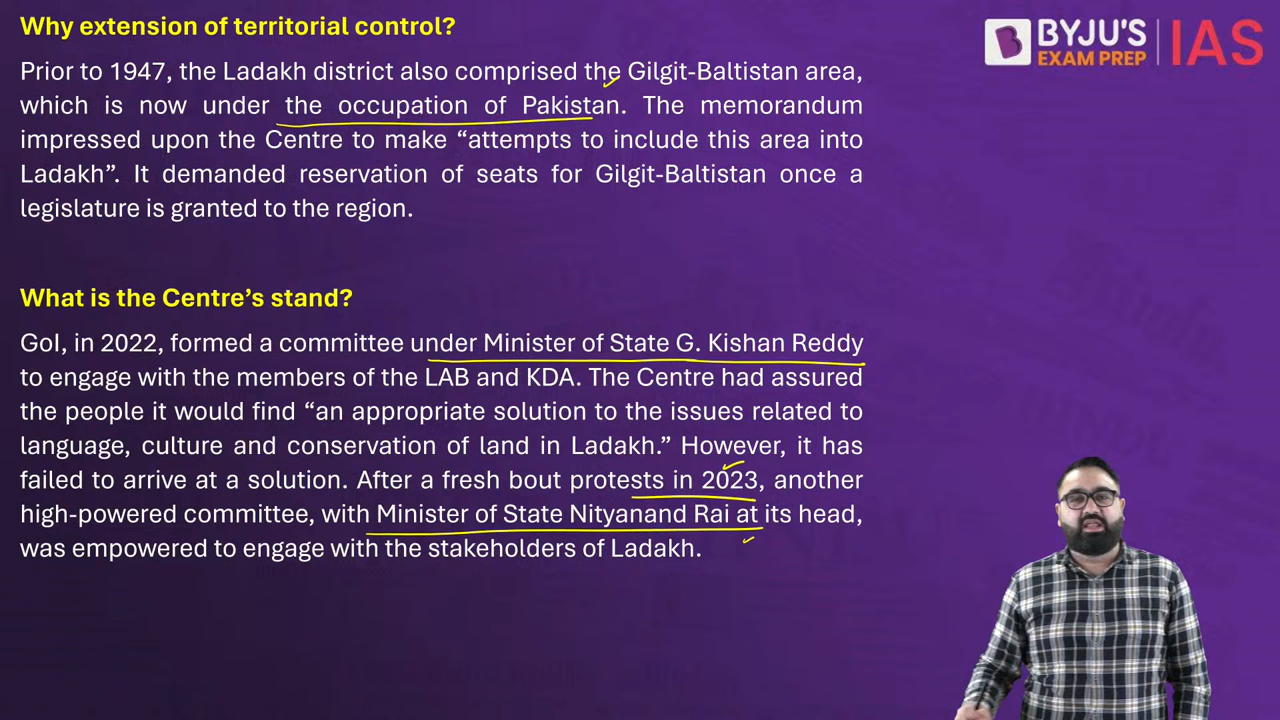 Why extension of territorial control?
BYJU'S
EXAM PREP
IAS
Prior to 1947, the Ladakh district also comprised the Gilgit-Baltistan area,
which is now under the occupation of Pakistan. The memorandum
impressed upon the Centre to make “attempts to include this area into
Ladakh”. It demanded reservation of seats for Gilgit-Baltistan once a
legislature is granted to the region.
What is the Centre’s stand?
GoI, in 2022, formed a committee under Minister of State G. Kishan Reddy
to engage with the members of the LAB and KDA. The Centre had assured
the people it would find “an appropriate solution to the issues related to
language, culture and conservation of land in Ladakh.” However, it has
failed to arrive at a solution. After a fresh bout protests in 2023, another
high-powered committee, with Minister of State Nityanand Rai at its head,
was empowered to engage with the stakeholders of Ladakh.